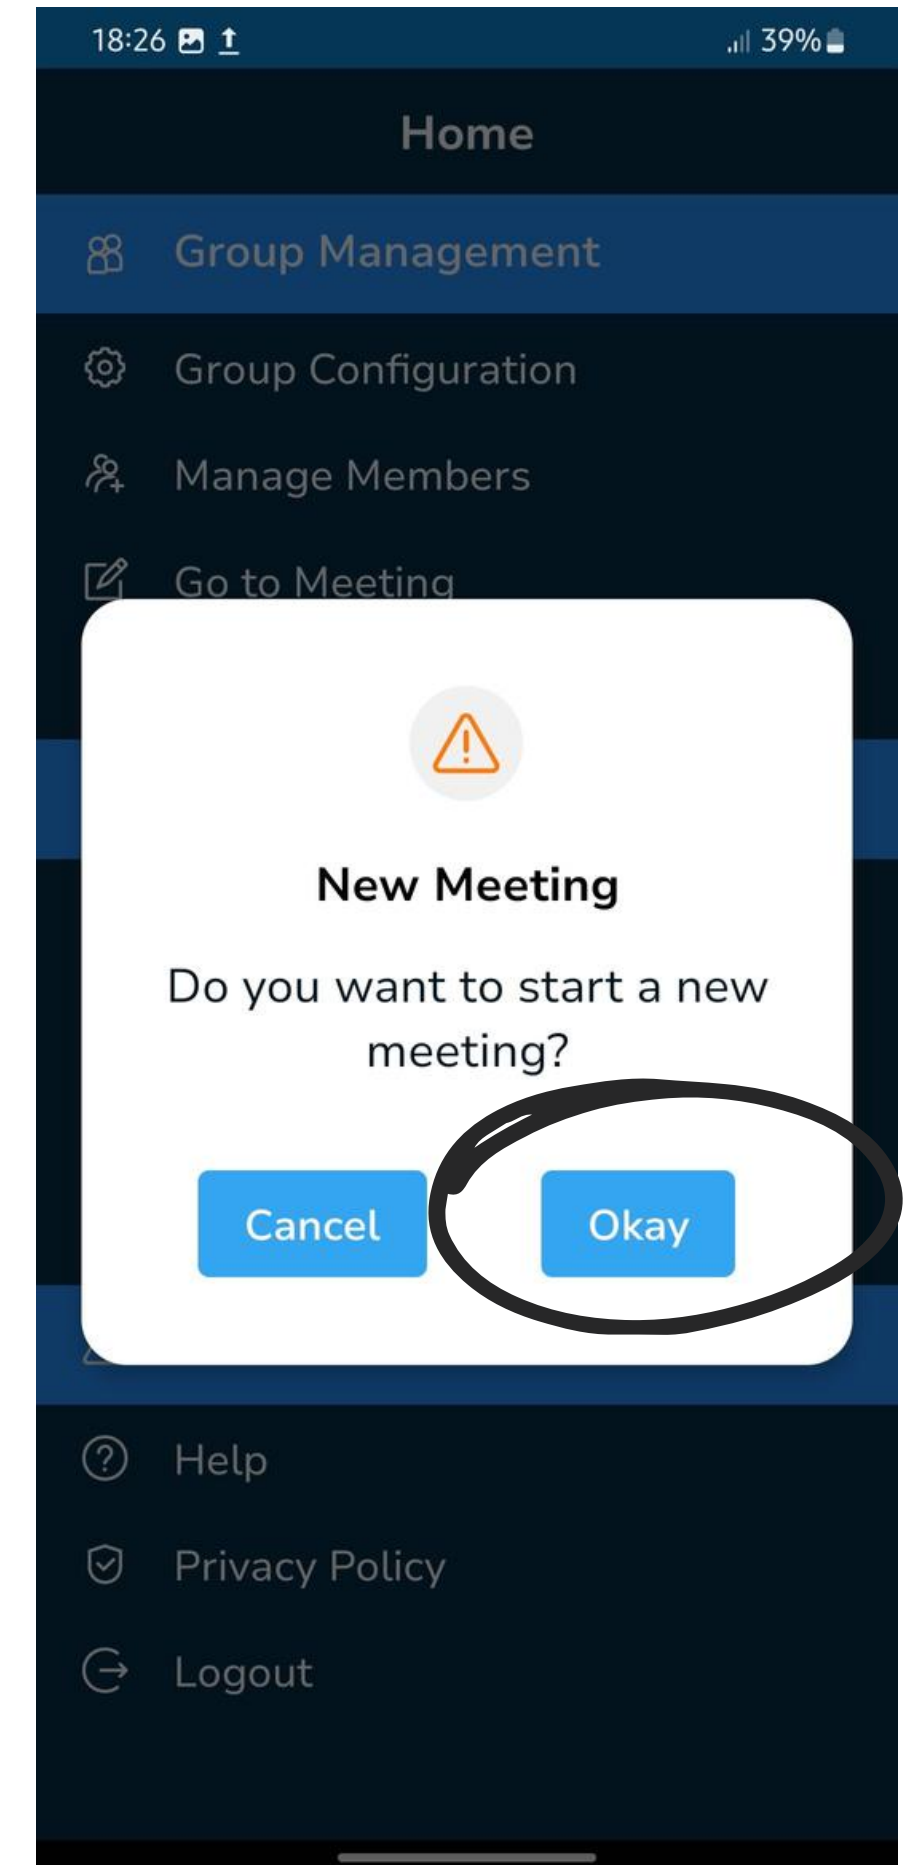 18:26 39%
Home
Group Management
Group Configuration
Manage Members
Go to Meeting
New Meeting
Do you want to start a new
meeting?
Cancel Okay
Help
Privacy Policy
Logout